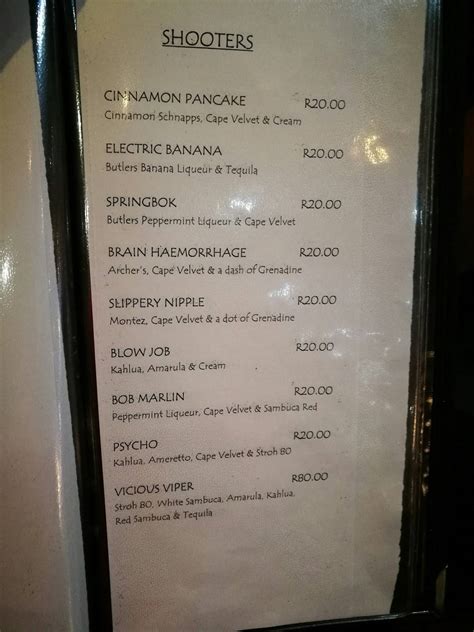 SHOOTERS
CINNAMON PANCAKE R20.00
Cinnamon Schnapps, Cape Velvet & Cream
ELECTRIC BANANA R20.00
Butlers Banana Liqueur & Tequila
SPRINGBOK R20.00
Butlers Peppermint Liqueur & Cape Velvet
BRAIN HAEMORRHAGE R20.00
Archer's, Cape Velvet & a dash of Grenadine
SLIPPERY NIPPLE R20.00
Montez, Cape Velvet & a dot of Grenadine
BLOW JOB R20.00
Kahlua, Amarula & Cream
BOB MARLIN R20.00
Peppermint Liqueur, Cape Velvet & Sambuca Red
PSYCHO R20.00
Kahlua, Ameretto, Cape Velvet & Stroh 80
VICIOUS VIPER R80.00
Stroh 80, White Sambuca, Amarula, Kahlua,
Red Sambuca & Tequila